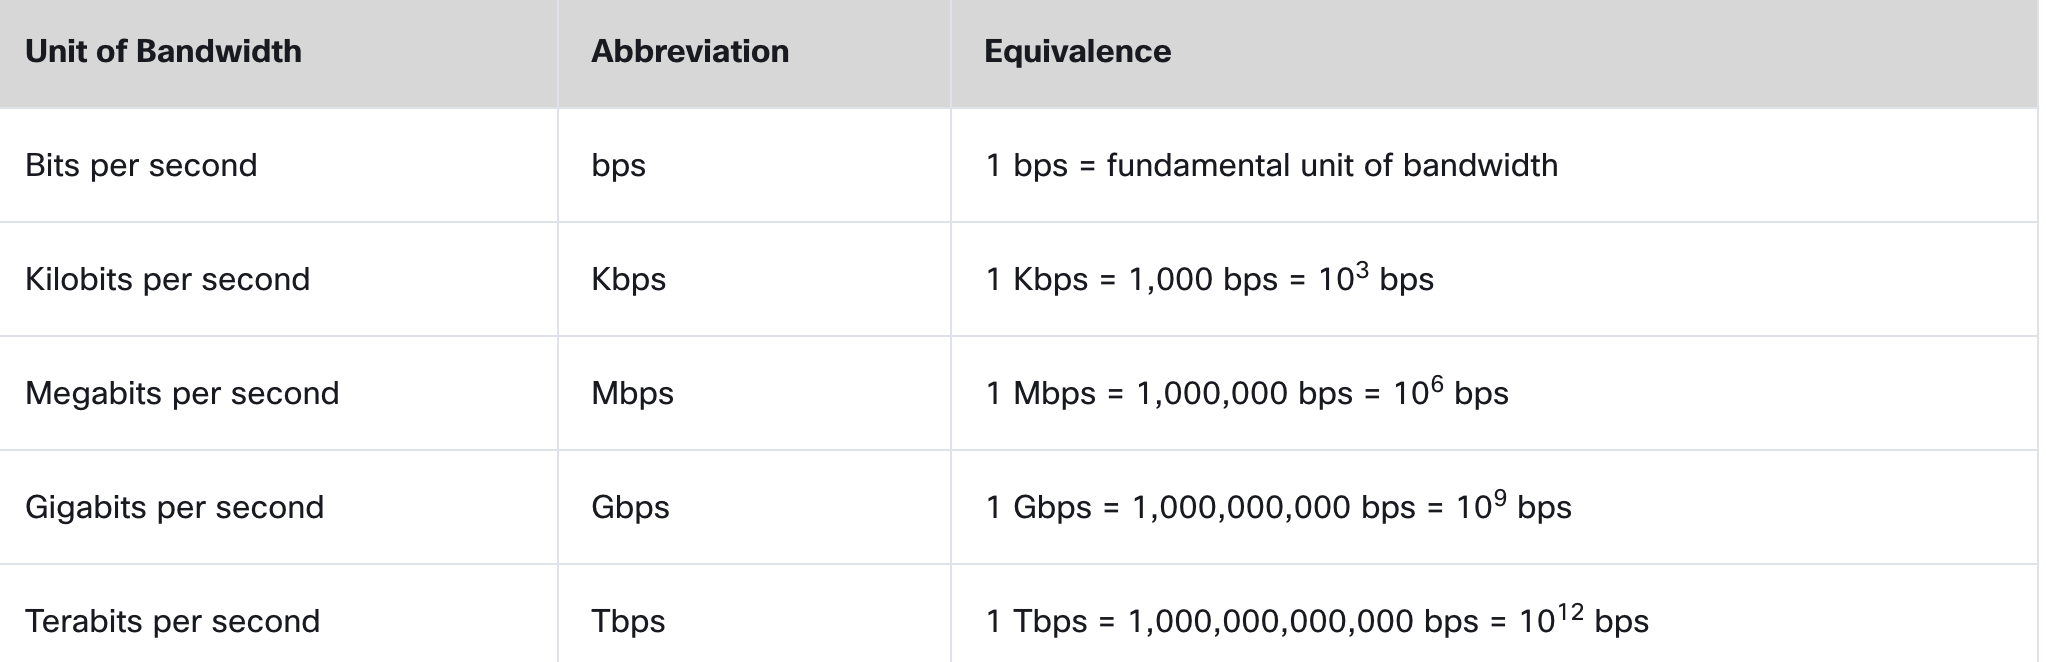 Unit of Bandwidth Abbreviation Equivalence
Bits per second bps 1 bps = fundamental unit of bandwidth
Kilobits per second Kbps 1 Kbps = 1,000 bps = 10³ bps
Megabits per second Mbps 1 Mbps = 1,000,000 bps = 10⁶ bps
Gigabits per second Gbps 1 Gbps = 1,000,000,000 bps = 10⁹ bps
Terabits per second Tbps 1 Tbps = 1,000,000,000,000 bps = 10¹² bps